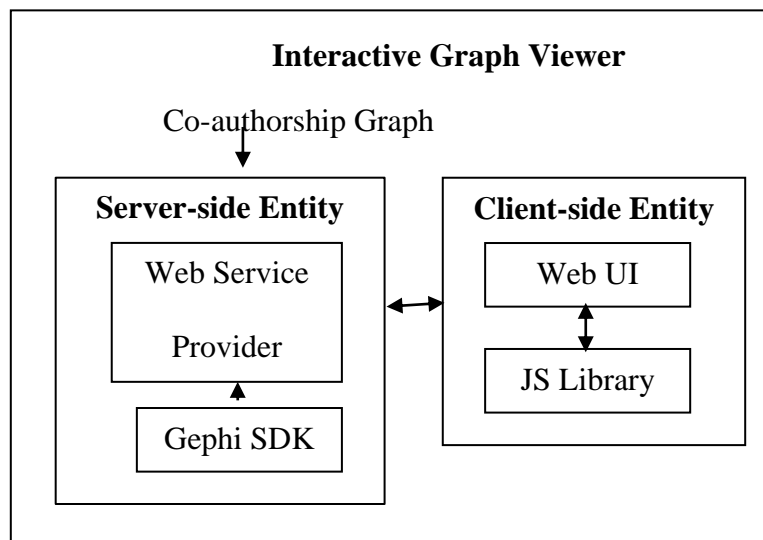 Interactive Graph Viewer
Co-authorship Graph
Server-side Entity
Web Service
Provider
Gephi SDK
Client-side Entity
Web UI
JS Library